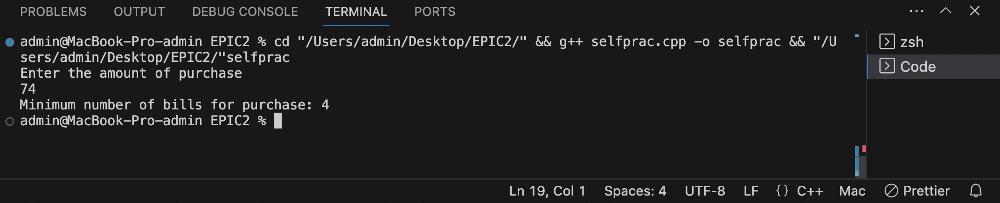 PROBLEMS OUTPUT DEBUG CONSOLE TERMINAL PORTS
admin@MacBook-Pro-admin EPIC2 % cd "/Users/admin/Desktop/EPIC2/" && g++ selfprac.cpp -o selfprac && "/U
sers/admin/Desktop/EPIC2/"selfprac
Enter the amount of purchase
74
Minimum number of bills for purchase: 4
admin@MacBook-Pro-admin EPIC2 %
zsh
Code
Ln 19, Col 1 Spaces: 4 UTF-8 LF {} C++ Mac Prettier